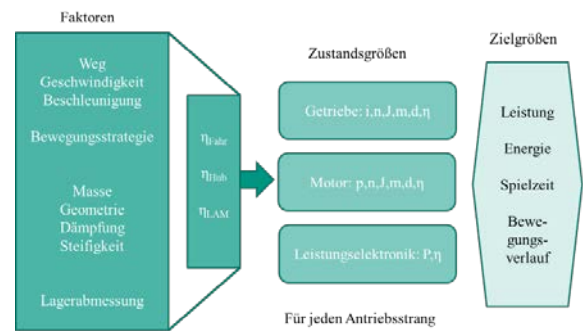 Faktoren
Weg
Geschwindigkeit
Beschleunigung
Bewegungsstrategie
Masse
Geometrie
Dämpfung
Steifigkeit
Lagerabmessung
ηFahr
ηHub
ηLAM
Zustandsgrößen
Getriebe: i,n,J,m,d,η
Motor: p,n,J,m,d,η
Leistungselektronik: P,η
Für jeden Antriebsstrang
Zielgrößen
Leistung
Energie
Spielzeit
Bewe-
gungs-
verlauf